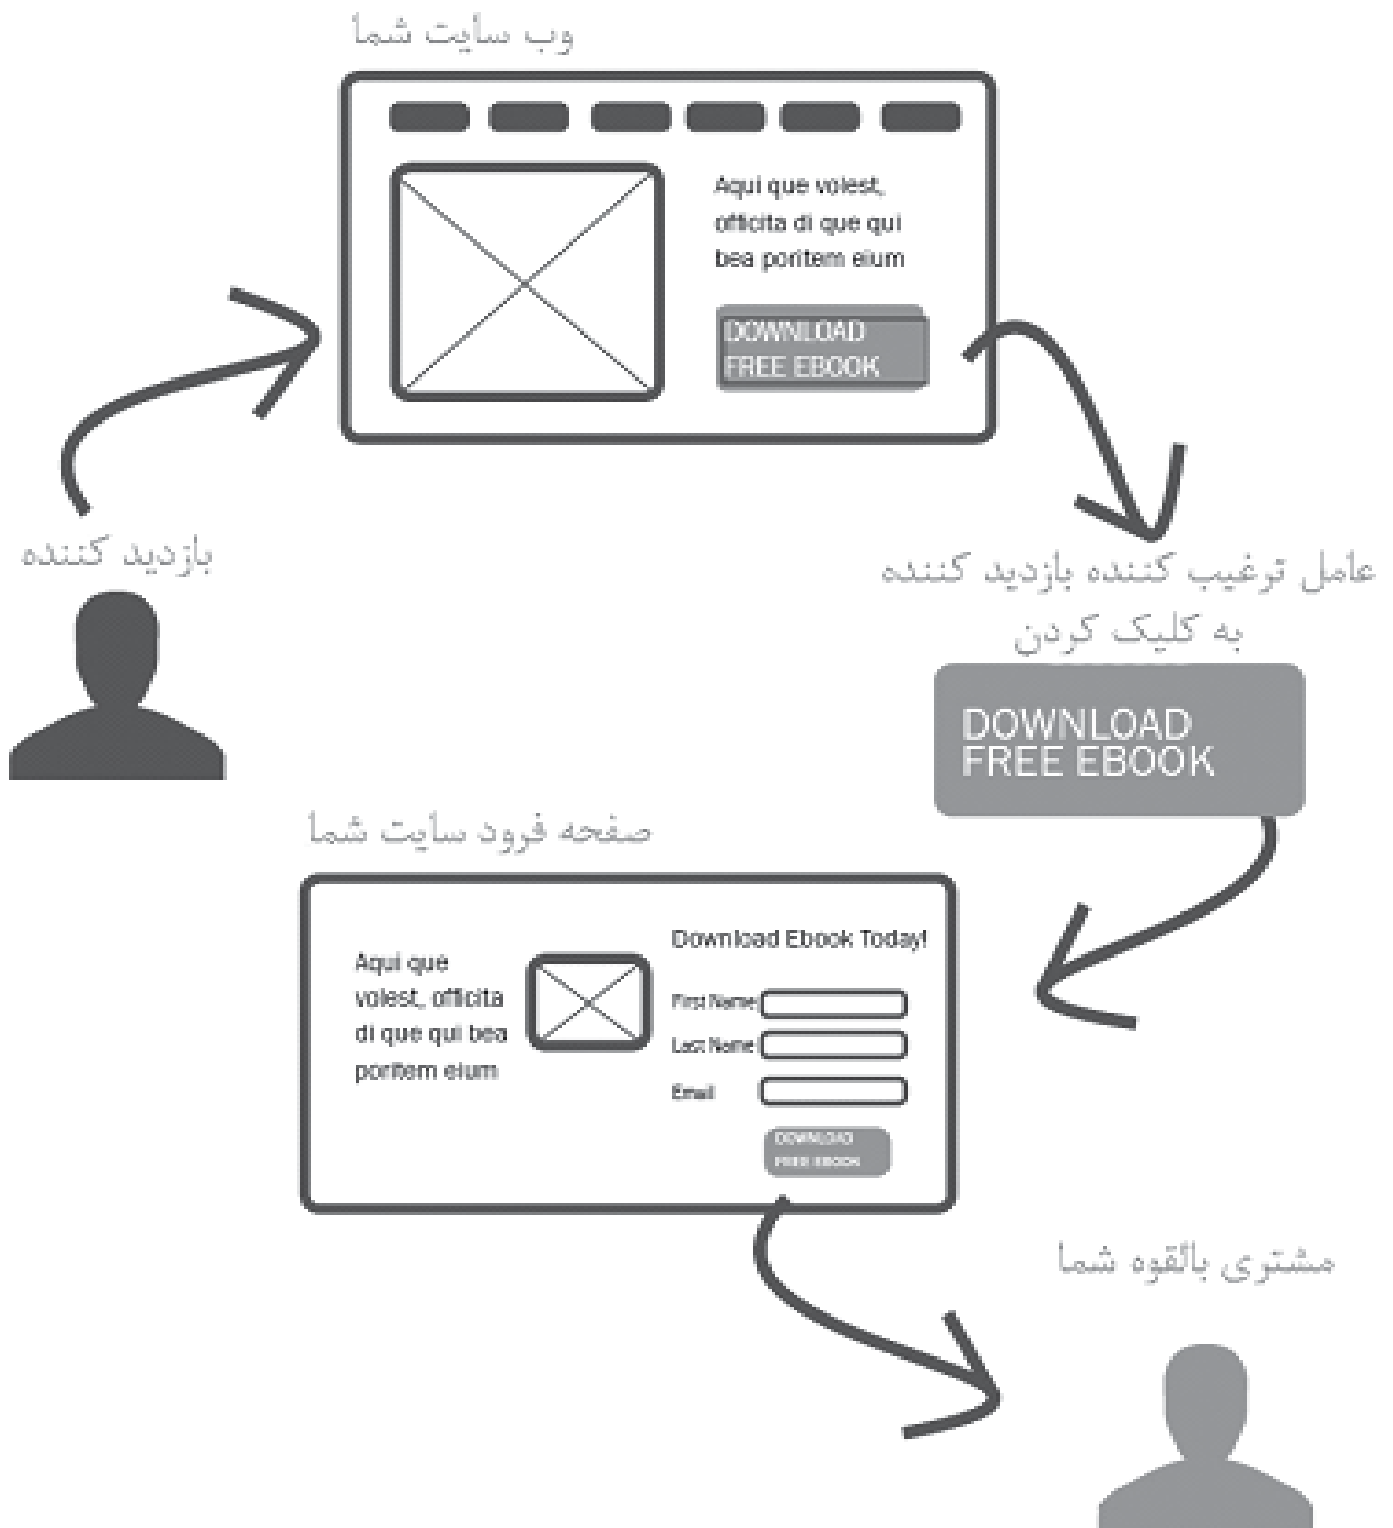 وب سایت شما
Aqui que volest,
officita di que qui
bea poritem eium
DOWNLOAD
FREE EBOOK
بازدید کننده
عامل ترغیب کننده بازدید کننده
به کلیک کردن
DOWNLOAD
FREE EBOOK
صفحه فرود سایت شما
Aqui que
volest, officita
di que qui bea
poritem eium
Download Ebook Today!
First Name
Last Name
Email
DOWNLOAD
FREE EBOOK
مشتری بالقوه شما